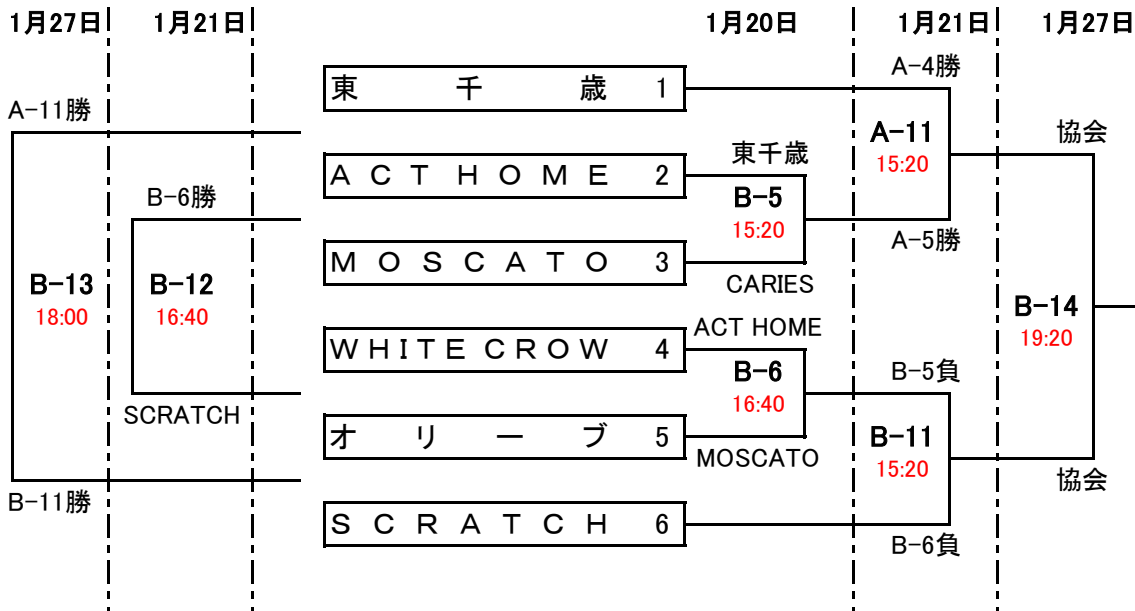 1月27日 1月21日 1月20日 1月21日 1月27日
A-4勝
東千歳 1
A-11勝
A-11
15:20
協会
東千歳
ACT HOME 2
B-6勝
B-5
15:20
A-5勝
MOSCATO 3
CARIES
B-13
18:00
B-12
16:40
B-14
19:20
ACT HOME
WHITE CROW 4
B-6
16:40
B-5負
SCRATCH
オリーブ 5
MOSCATO
B-11
15:20
協会
B-11勝
SCRATCH 6
B-6負